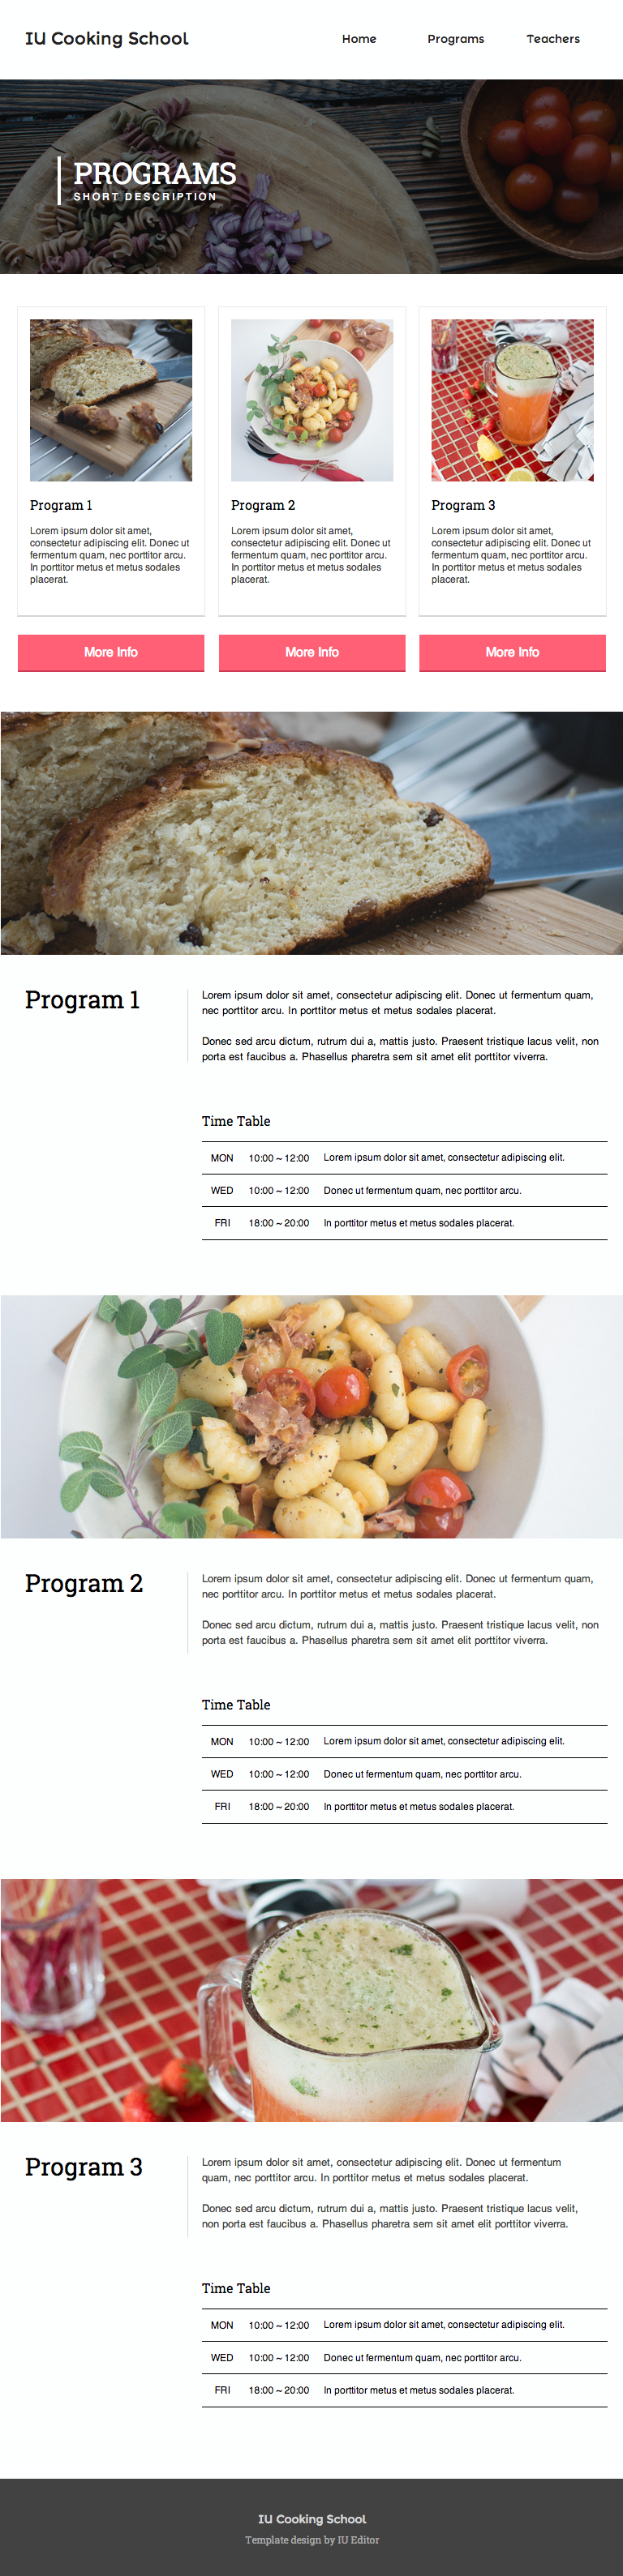 IU Cooking School
Home Programs Teachers
PROGRAMS
SHORT DESCRIPTION
Program 1
Lorem ipsum dolor sit amet,
consectetur adipiscing elit. Donec ut
fermentum quam, nec porttitor arcu.
In porttitor metus et metus sodales
placerat.
Program 2
Lorem ipsum dolor sit amet,
consectetur adipiscing elit. Donec ut
fermentum quam, nec porttitor arcu.
In porttitor metus et metus sodales
placerat.
Program 3
Lorem ipsum dolor sit amet,
consectetur adipiscing elit. Donec ut
fermentum quam, nec porttitor arcu.
In porttitor metus et metus sodales
placerat.
More Info
More Info
More Info
Program 1
Lorem ipsum dolor sit amet, consectetur adipiscing elit. Donec ut fermentum quam,
nec porttitor arcu. In porttitor metus et metus sodales placerat.
Donec sed arcu dictum, rutrum dui a, mattis justo. Praesent tristique lacus velit, non
porta est faucibus a. Phasellus pharetra sem sit amet elit porttitor viverra.
Time Table
MON 10:00 ~ 12:00 Lorem ipsum dolor sit amet, consectetur adipiscing elit.
WED 10:00 ~ 12:00 Donec ut fermentum quam, nec porttitor arcu.
FRI 18:00 ~ 20:00 In porttitor metus et metus sodales placerat.
Program 2
Lorem ipsum dolor sit amet, consectetur adipiscing elit. Donec ut fermentum quam,
nec porttitor arcu. In porttitor metus et metus sodales placerat.
Donec sed arcu dictum, rutrum dui a, mattis justo. Praesent tristique lacus velit, non
porta est faucibus a. Phasellus pharetra sem sit amet elit porttitor viverra.
Time Table
MON 10:00 ~ 12:00 Lorem ipsum dolor sit amet, consectetur adipiscing elit.
WED 10:00 ~ 12:00 Donec ut fermentum quam, nec porttitor arcu.
FRI 18:00 ~ 20:00 In porttitor metus et metus sodales placerat.
Program 3
Lorem ipsum dolor sit amet, consectetur adipiscing elit. Donec ut fermentum
quam, nec porttitor arcu. In porttitor metus et metus sodales placerat.
Donec sed arcu dictum, rutrum dui a, mattis justo. Praesent tristique lacus velit,
non porta est faucibus a. Phasellus pharetra sem sit amet elit porttitor viverra.
Time Table
MON 10:00 ~ 12:00 Lorem ipsum dolor sit amet, consectetur adipiscing elit.
WED 10:00 ~ 12:00 Donec ut fermentum quam, nec porttitor arcu.
FRI 18:00 ~ 20:00 In porttitor metus et metus sodales placerat.
IU Cooking School
Template design by IU Editor